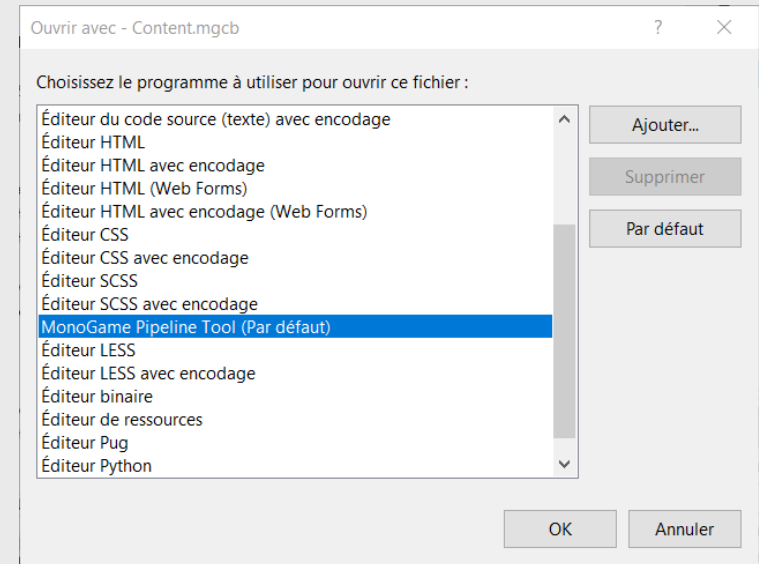 Ouvrir avec - Content.mgcb
Choisissez le programme à utiliser pour ouvrir ce fichier :
Éditeur du code source (texte) avec encodage
Éditeur HTML
Éditeur HTML avec encodage
Éditeur HTML (Web Forms)
Éditeur HTML avec encodage (Web Forms)
Éditeur CSS
Éditeur CSS avec encodage
Éditeur SCSS
Éditeur SCSS avec encodage
MonoGame Pipeline Tool (Par défaut)
Éditeur LESS
Éditeur LESS avec encodage
Éditeur binaire
Éditeur de ressources
Éditeur Pug
Éditeur Python
Ajouter...
Supprimer
Par défaut
OK
Annuler